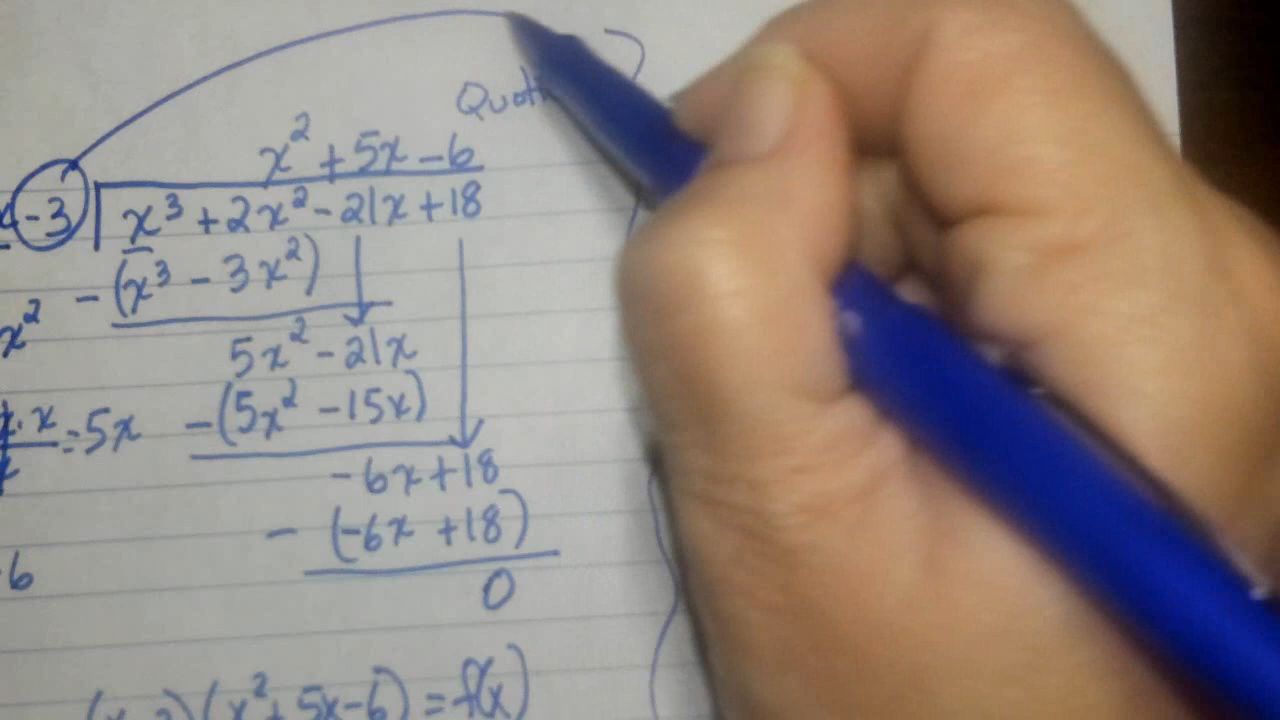 x² + 5x - 6
-3 x³ + 2x² - 21x + 18
x² - (x³ - 3x²)
5x² - 21x
= 5x - (5x² - 15x)
-6x + 18
6 - (-6x + 18)
0
(x² + 5x - 6) = f(x)